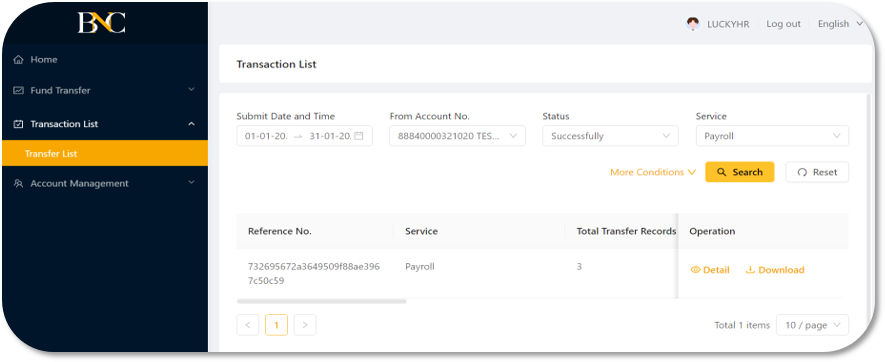 BNC
LUCKYHR Log out English
Home
Fund Transfer
Transaction List
Transfer List
Account Management
Transaction List
Submit Date and Time From Account No. Status Service
01-01-20. → 31-01-20. 88840000321020 TES... Successfully Payroll
More Conditions Search Reset
Reference No. Service Total Transfer Records Operation
732695672a3649509f88ae396 Payroll 3 Detail Download
7c50c59
< 1 > Total 1 items 10 / page